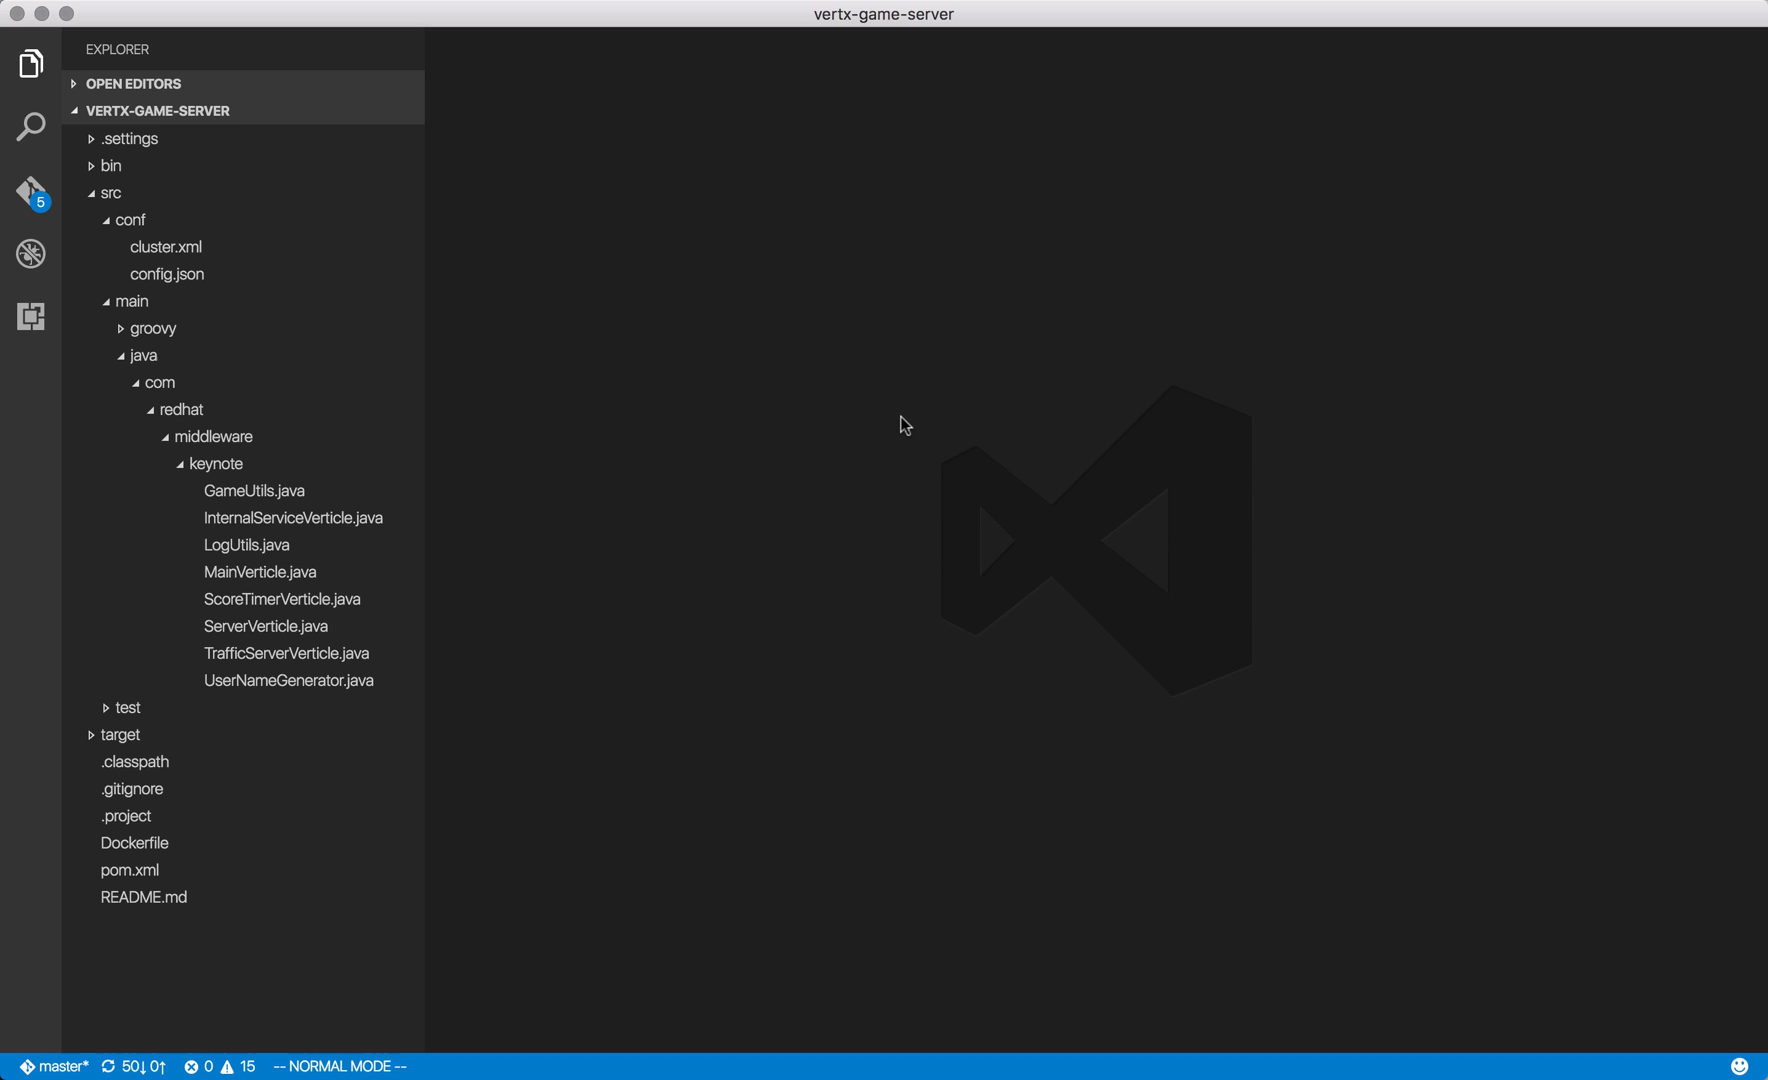 vertx-game-server
EXPLORER
OPEN EDITORS
VERTX-GAME-SERVER
.settings
bin
5
src
conf
cluster.xml
config.json
main
groovy
java
com
redhat
middleware
keynote
GameUtils.java
InternalServiceVerticle.java
LogUtils.java
MainVerticle.java
ScoreTimerVerticle.java
ServerVerticle.java
TrafficServerVerticle.java
UserNameGenerator.java
test
target
.classpath
.gitignore
.project
Dockerfile
pom.xml
README.md
master* 50↓ 0↑ 0 15 -- NORMAL MODE --